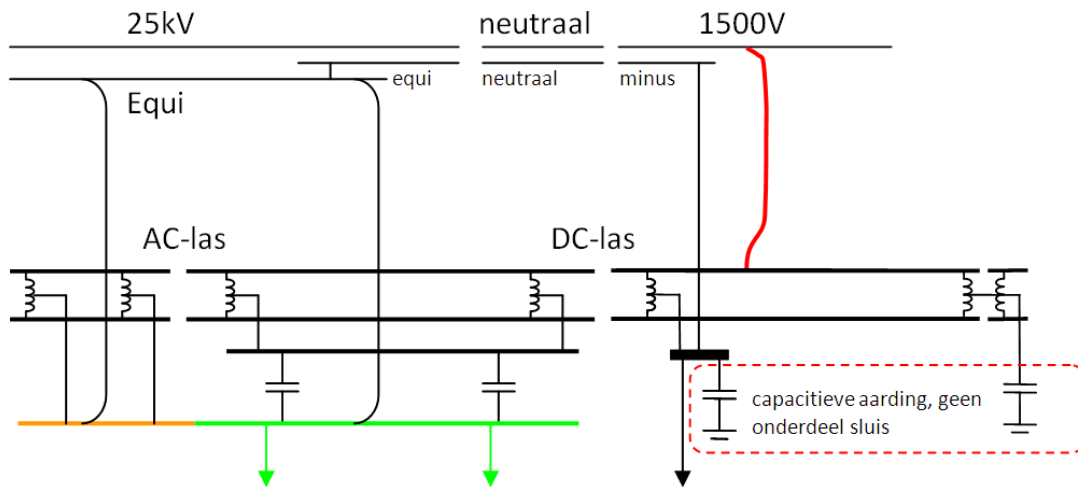 25kV
neutraal
1500V
equi
neutraal
minus
Equi
AC-las
DC-las
capacitieve aarding, geen
onderdeel sluis